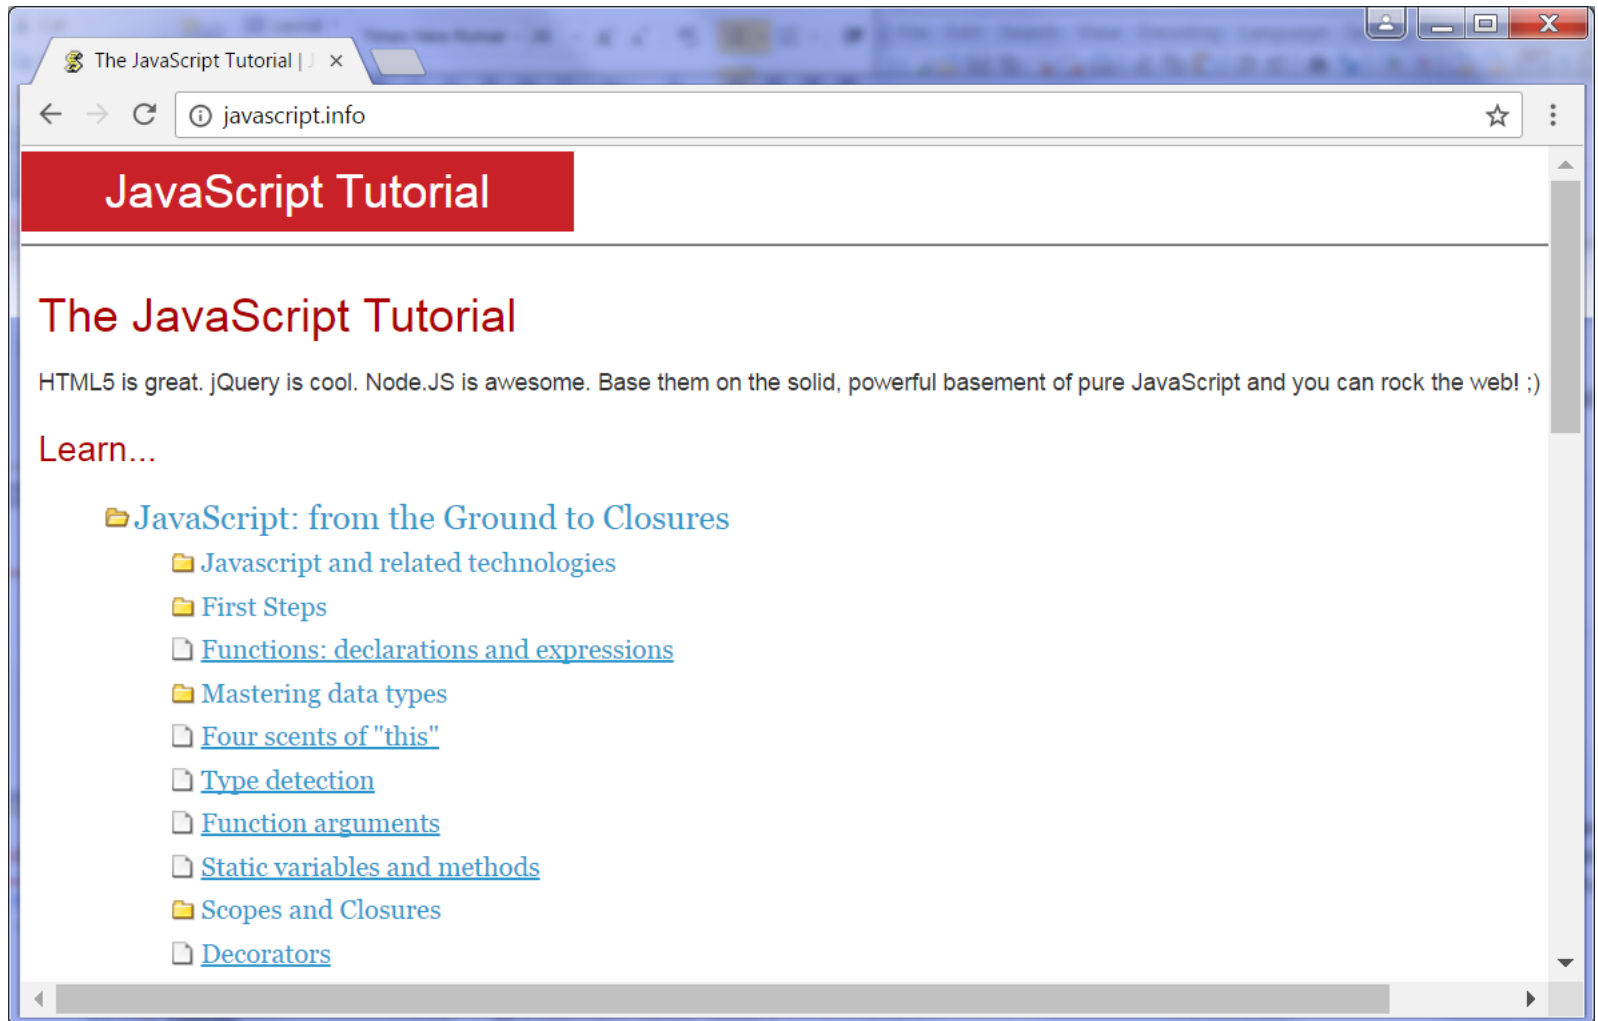 The JavaScript Tutorial | J
javascript.info
JavaScript Tutorial
The JavaScript Tutorial
HTML5 is great. jQuery is cool. Node.JS is awesome. Base them on the solid, powerful basement of pure JavaScript and you can rock the web! ;)
Learn...
JavaScript: from the Ground to Closures
Javascript and related technologies
First Steps
Functions: declarations and expressions
Mastering data types
Four scents of "this"
Type detection
Function arguments
Static variables and methods
Scopes and Closures
Decorators